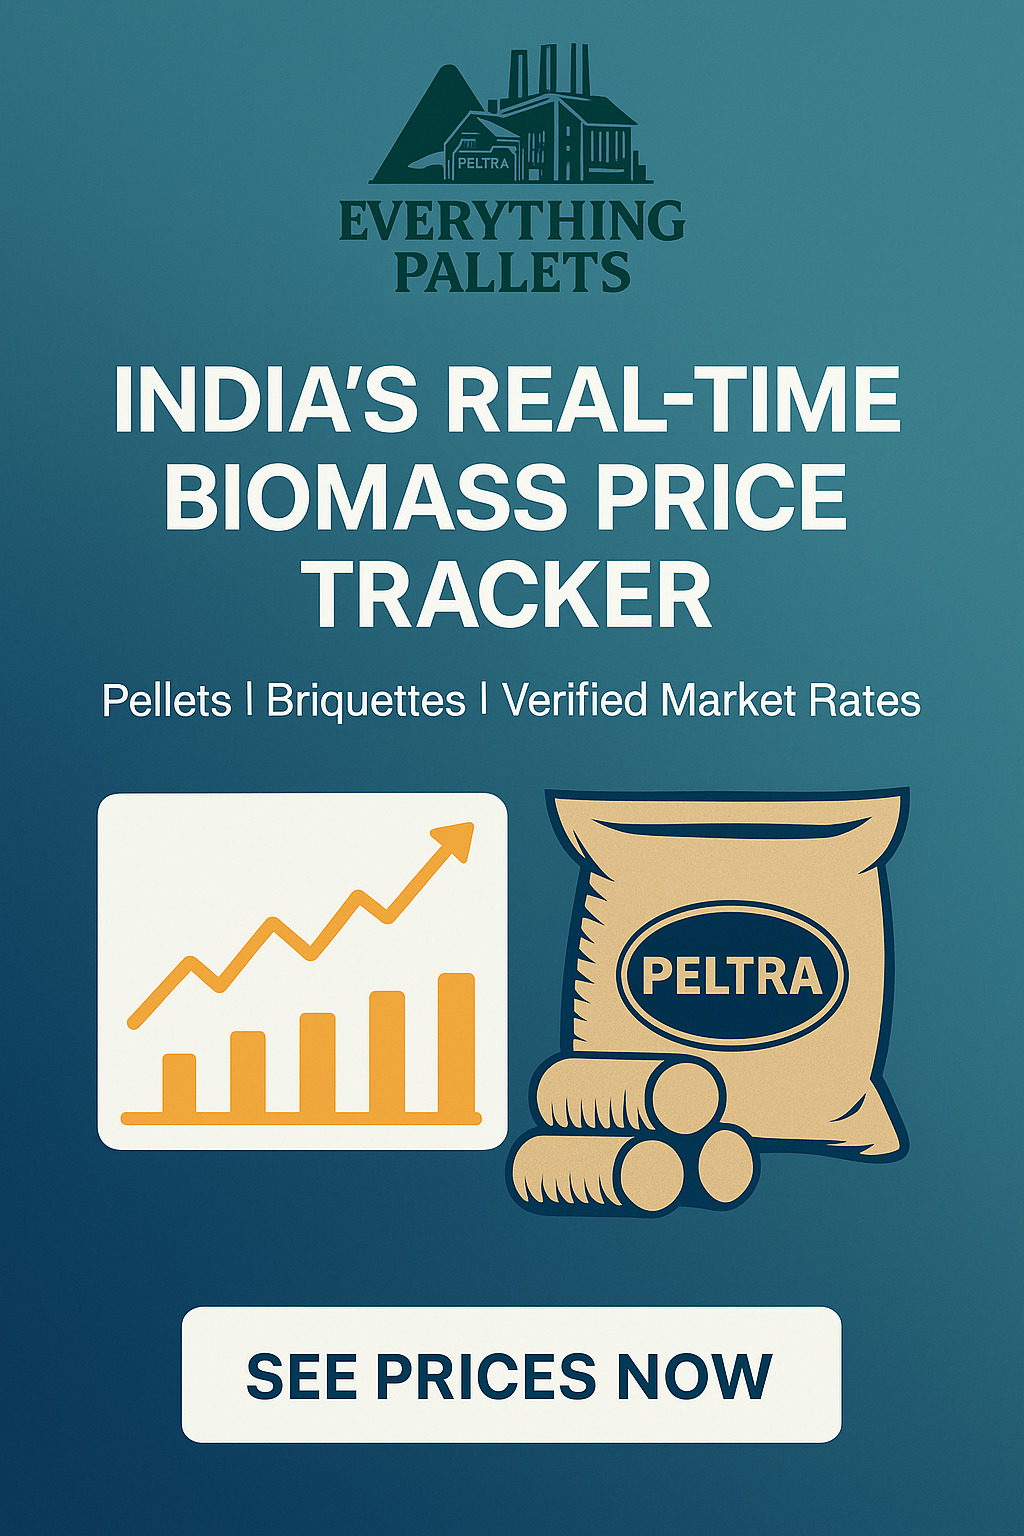 PELTRA
EVERYTHING
PALLETS
INDIA'S REAL-TIME
BIOMASS PRICE
TRACKER
Pellets | Briquettes | Verified Market Rates
PELTRA
SEE PRICES NOW